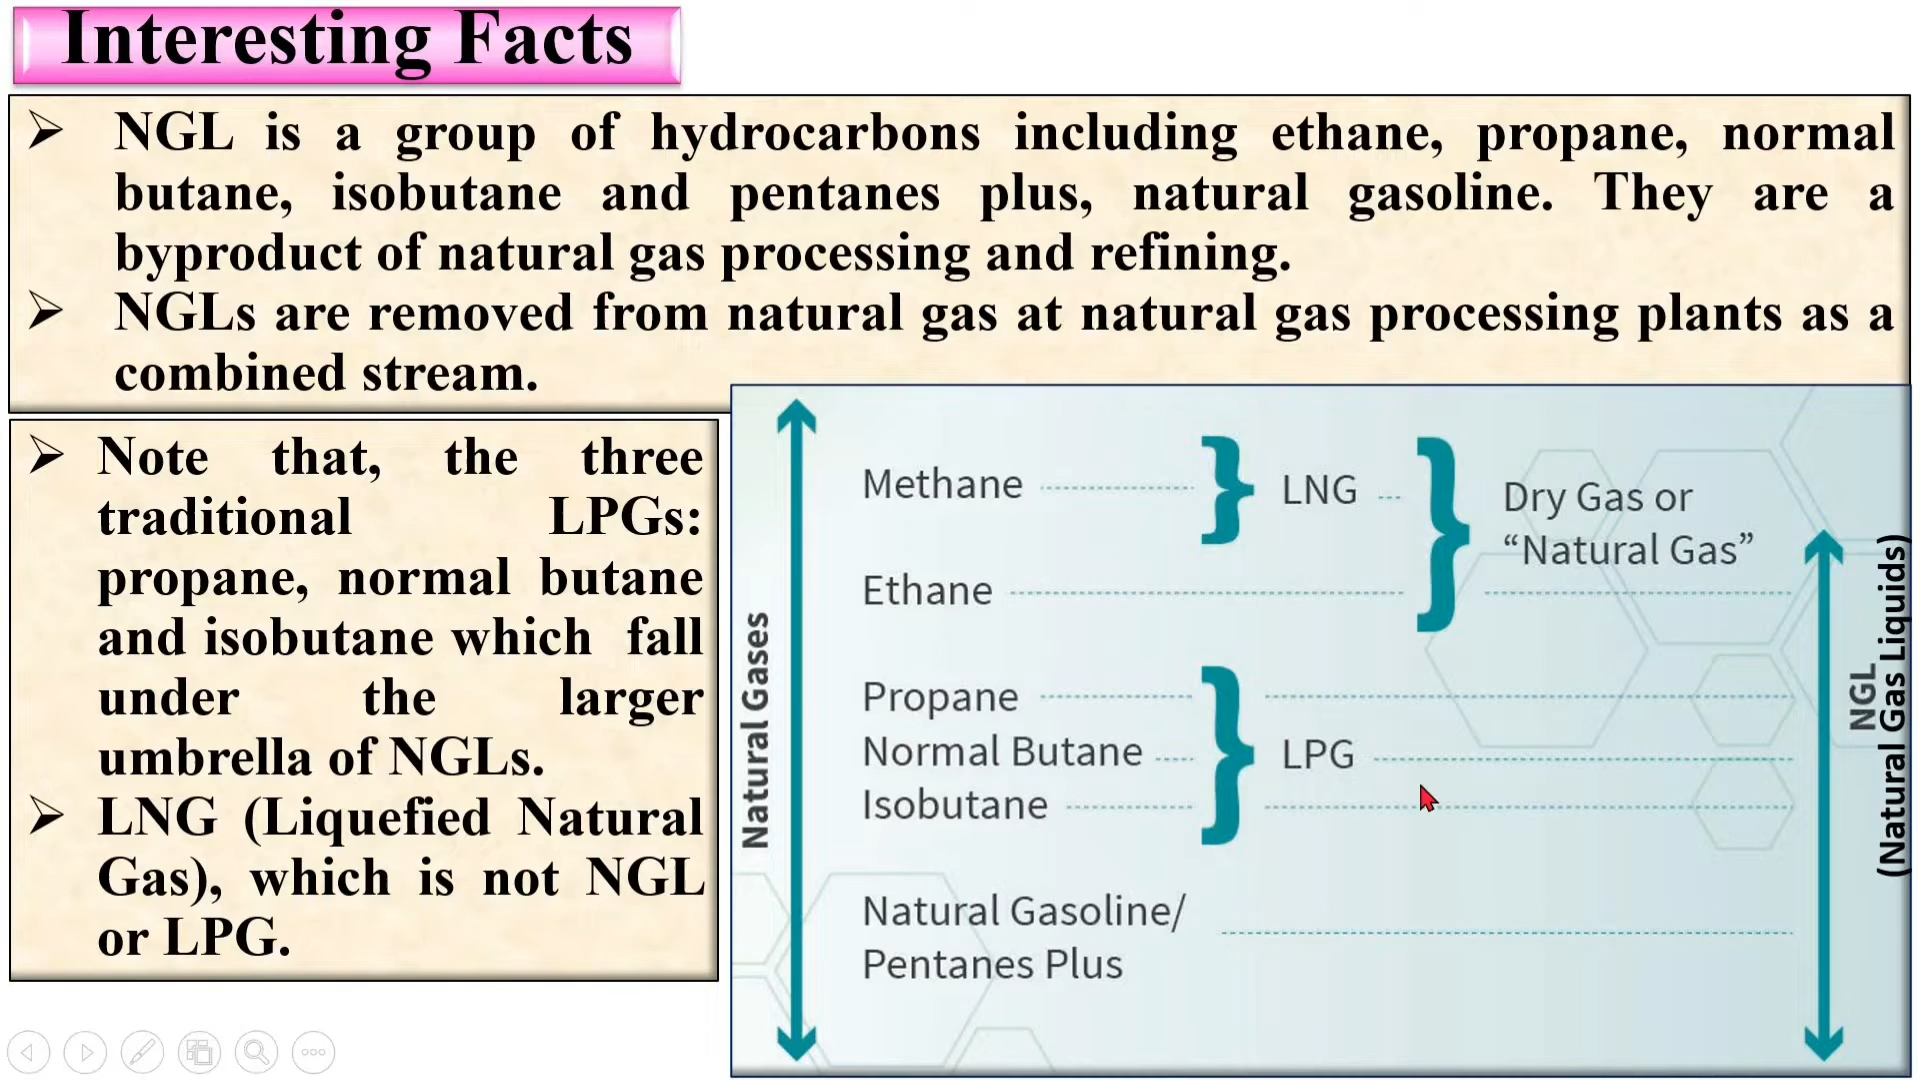 Interesting Facts
➢ NGL is a group of hydrocarbons including ethane, propane, normal
butane, isobutane and pentanes plus, natural gasoline. They are a
byproduct of natural gas processing and refining.
➢ NGLs are removed from natural gas at natural gas processing plants as a
combined stream.
➢ Note that, the three
traditional LPGs:
propane, normal butane
and isobutane which fall
under the larger
umbrella of NGLs.
➢ LNG (Liquefied Natural
Gas), which is not NGL
or LPG.
Natural Gases
Methane
LNG
Dry Gas or
“Natural Gas”
Ethane
Propane
Normal Butane
LPG
Isobutane
Natural Gasoline/
Pentanes Plus
NGL
(Natural Gas Liquids)